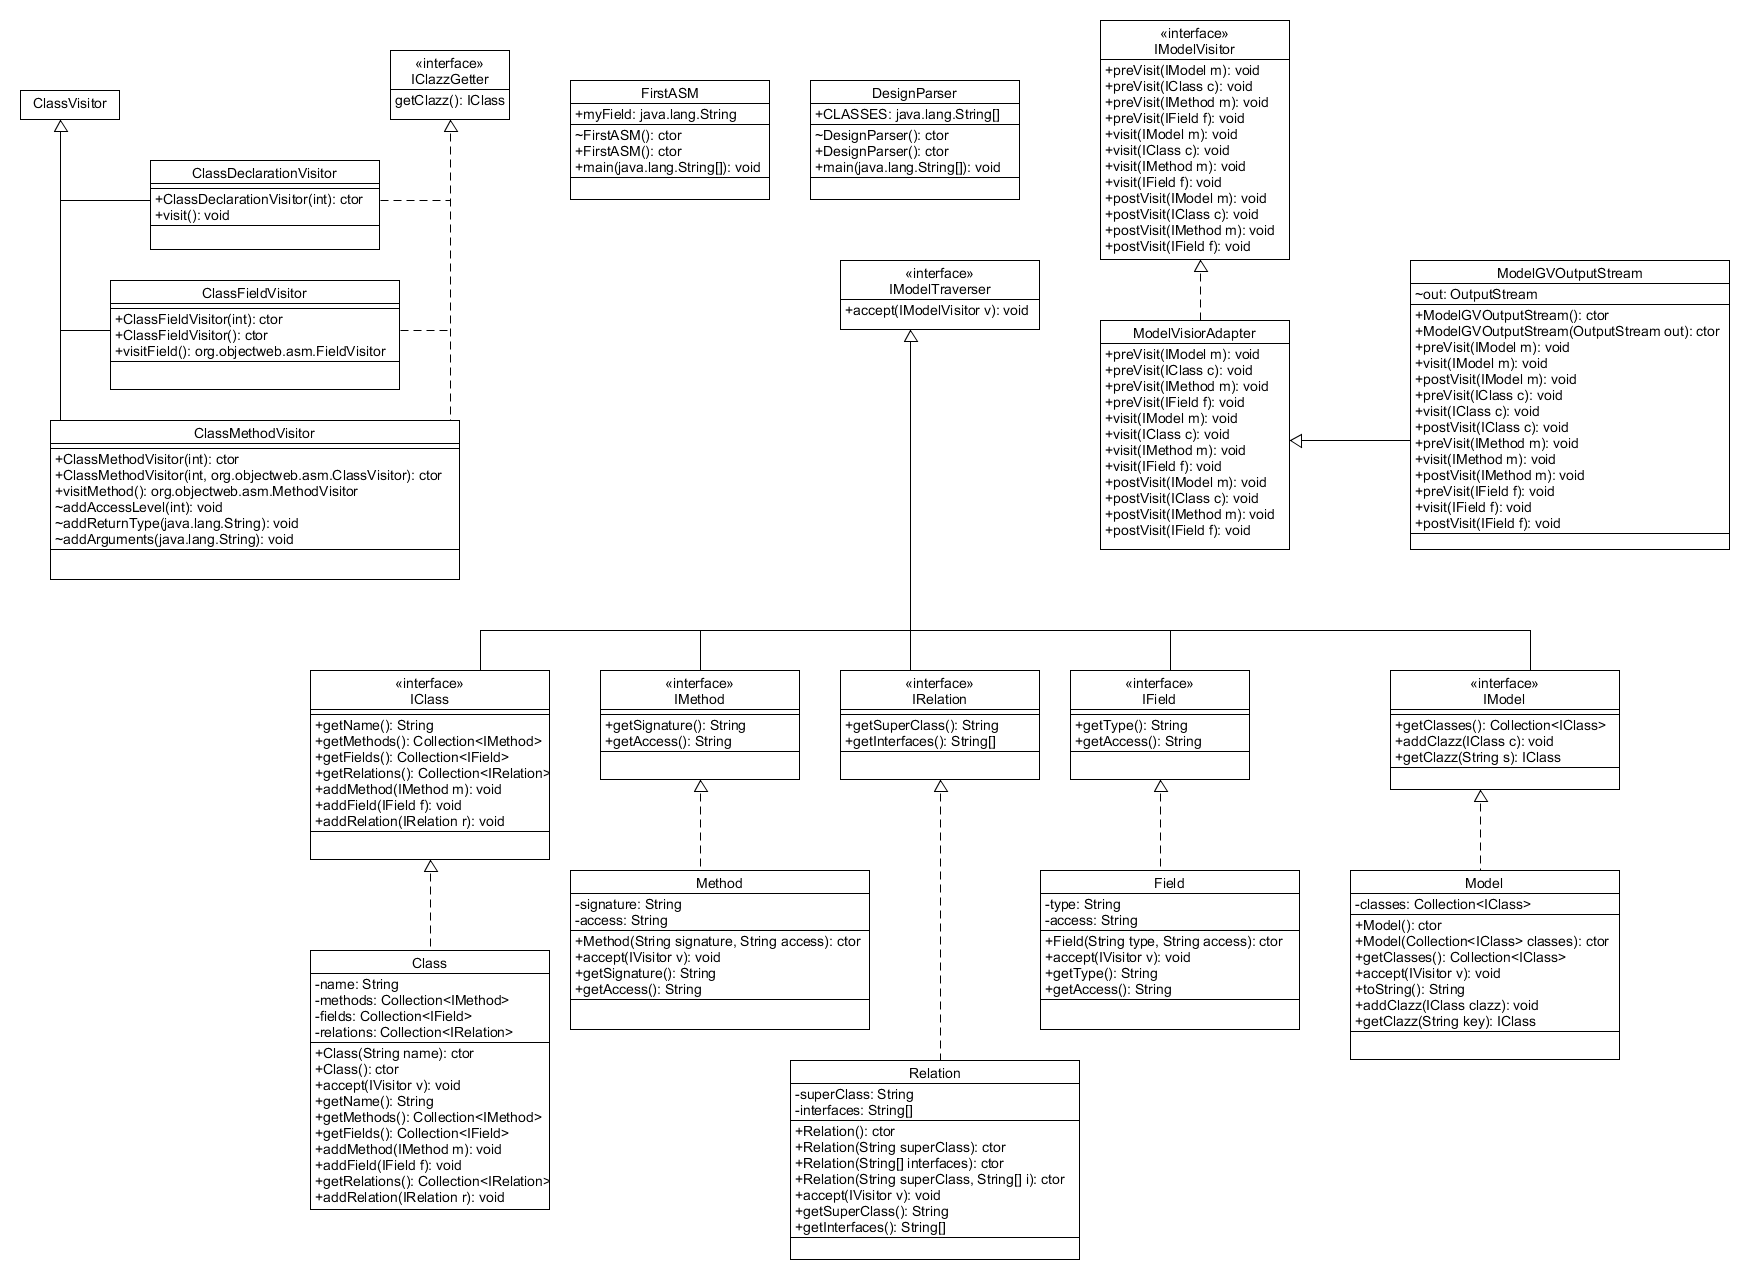 ClassVisitor
«interface»
IClazzGetter
getClazz(): IClass
ClassDeclarationVisitor
+ClassDeclarationVisitor(int): ctor
+visit(): void
ClassFieldVisitor
+ClassFieldVisitor(int): ctor
+ClassFieldVisitor(): ctor
+visitField(): org.objectweb.asm.FieldVisitor
ClassMethodVisitor
+ClassMethodVisitor(int): ctor
+ClassMethodVisitor(int, org.objectweb.asm.ClassVisitor): ctor
+visitMethod(): org.objectweb.asm.MethodVisitor
~addAccessLevel(int): void
~addReturnType(java.lang.String): void
~addArguments(java.lang.String): void
FirstASM
+myField: java.lang.String
~FirstASM(): ctor
+FirstASM(): ctor
+main(java.lang.String[]): void
DesignParser
+CLASSES: java.lang.String[]
~DesignParser(): ctor
+DesignParser(): ctor
+main(java.lang.String[]): void
«interface»
IModelVisitor
+preVisit(IModel m): void
+preVisit(IClass c): void
+preVisit(IMethod m): void
+preVisit(IField f): void
+visit(IModel m): void
+visit(IClass c): void
+visit(IMethod m): void
+visit(IField f): void
+postVisit(IModel m): void
+postVisit(IClass c): void
+postVisit(IMethod m): void
+postVisit(IField f): void
«interface»
IModelTraverser
+accept(IModelVisitor v): void
ModelVisiorAdapter
+preVisit(IModel m): void
+preVisit(IClass c): void
+preVisit(IMethod m): void
+preVisit(IField f): void
+visit(IModel m): void
+visit(IClass c): void
+visit(IMethod m): void
+visit(IField f): void
+postVisit(IModel m): void
+postVisit(IClass c): void
+postVisit(IMethod m): void
+postVisit(IField f): void
ModelGVOutputStream
~out: OutputStream
+ModelGVOutputStream(): ctor
+ModelGVOutputStream(OutputStream out): ctor
+preVisit(IModel m): void
+visit(IModel m): void
+postVisit(IModel m): void
+preVisit(IClass c): void
+visit(IClass c): void
+postVisit(IClass c): void
+preVisit(IMethod m): void
+visit(IMethod m): void
+postVisit(IMethod m): void
+preVisit(IField f): void
+visit(IField f): void
+postVisit(IField f): void
«interface»
IClass
+getName(): String
+getMethods(): Collection<IMethod>
+getFields(): Collection<IField>
+getRelations(): Collection<IRelation>
+addMethod(IMethod m): void
+addField(IField f): void
+addRelation(IRelation r): void
«interface»
IMethod
+getSignature(): String
+getAccess(): String
«interface»
IRelation
+getSuperClass(): String
+getInterfaces(): String[]
«interface»
IField
+getType(): String
+getAccess(): String
«interface»
IModel
+getClasses(): Collection<IClass>
+addClazz(IClass c): void
+getClazz(String s): IClass
Class
-name: String
-methods: Collection<IMethod>
-fields: Collection<IField>
-relations: Collection<IRelation>
+Class(String name): ctor
+Class(): ctor
+accept(IVisitor v): void
+getName(): String
+getMethods(): Collection<IMethod>
+getFields(): Collection<IField>
+addMethod(IMethod m): void
+addField(IField f): void
+getRelations(): Collection<IRelation>
+addRelation(IRelation r): void
Method
-signature: String
-access: String
+Method(String signature, String access): ctor
+accept(IVisitor v): void
+getSignature(): String
+getAccess(): String
Relation
-superClass: String
-interfaces: String[]
+Relation(): ctor
+Relation(String superClass): ctor
+Relation(String[] interfaces): ctor
+Relation(String superClass, String[] i): ctor
+accept(IVisitor v): void
+getSuperClass(): String
+getInterfaces(): String[]
Field
-type: String
-access: String
+Field(String type, String access): ctor
+accept(IVisitor v): void
+getType(): String
+getAccess(): String
Model
-classes: Collection<IClass>
+Model(): ctor
+Model(Collection<IClass> classes): ctor
+getClasses(): Collection<IClass>
+accept(IVisitor v): void
+toString(): String
+addClazz(IClass clazz): void
+getClazz(String key): IClass